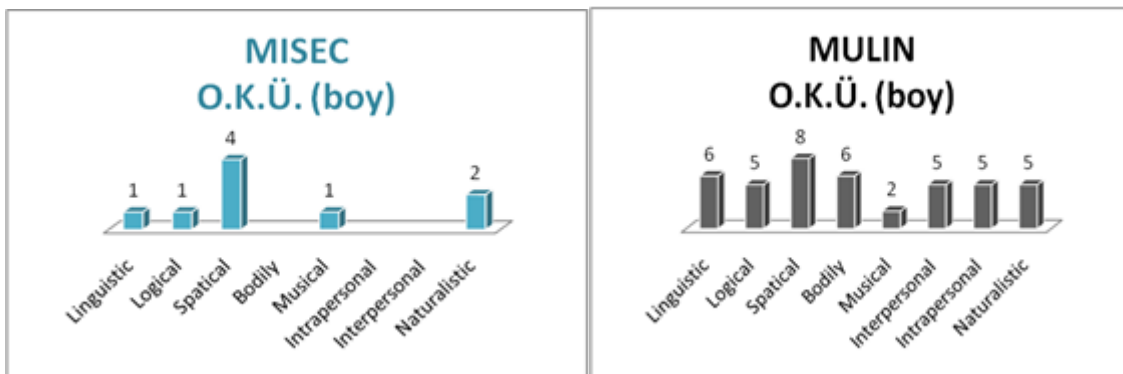 MISEC
O.K.Ü. (boy)
1
1
4
1
2
Linguistic
Logical
Spatical
Bodily
Musical
Intrapersonal
Interpersonal
Naturalistic
MULIN
O.K.Ü. (boy)
6
5
8
6
2
5
5
5
Linguistic
Logical
Spatical
Bodily
Musical
Interpersonal
Intrapersonal
Naturalistic